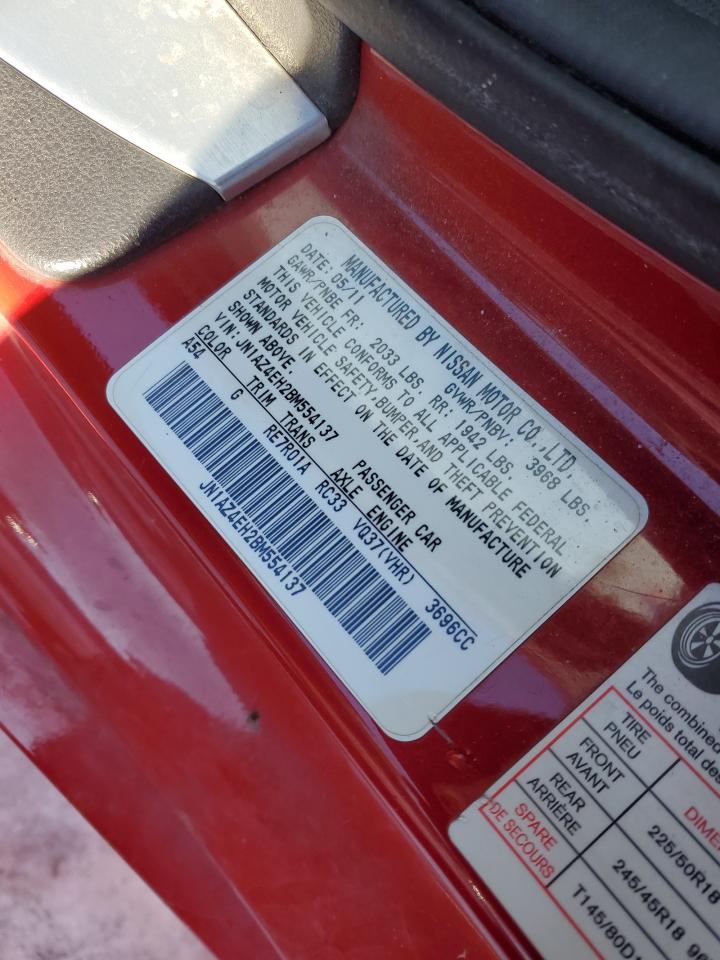 MANUFACTURED BY NISSAN MOTOR CO.,LTD
DATE: 05/11 GVWR/PNBV: 3968 LBS.
GAWR/PNBE FR: 2033 LBS RR: 1942 LBS
THIS VEHICLE CONFORMS TO ALL APPLICABLE FEDERAL
MOTOR VEHICLE SAFETY,BUMPER,AND THEFT PREVENTION
STANDARDS IN EFFECT ON THE DATE OF MANUFACTURE
SHOWN ABOVE
VIN:JN1AZ4EH2BM554137 PASSENGER CAR
COLOR TRIM TRANS AXLE ENGINE
A54 G RE7R01A RC33 VQ37(VHR) 3696CC
JN1AZ4EH2BM554137
The combined
Le poids total des
TIRE
PNEU
FRONT
AVANT
225/50R18
REAR
ARRIÈRE
245/45R18
SPARE
DE SECOURS